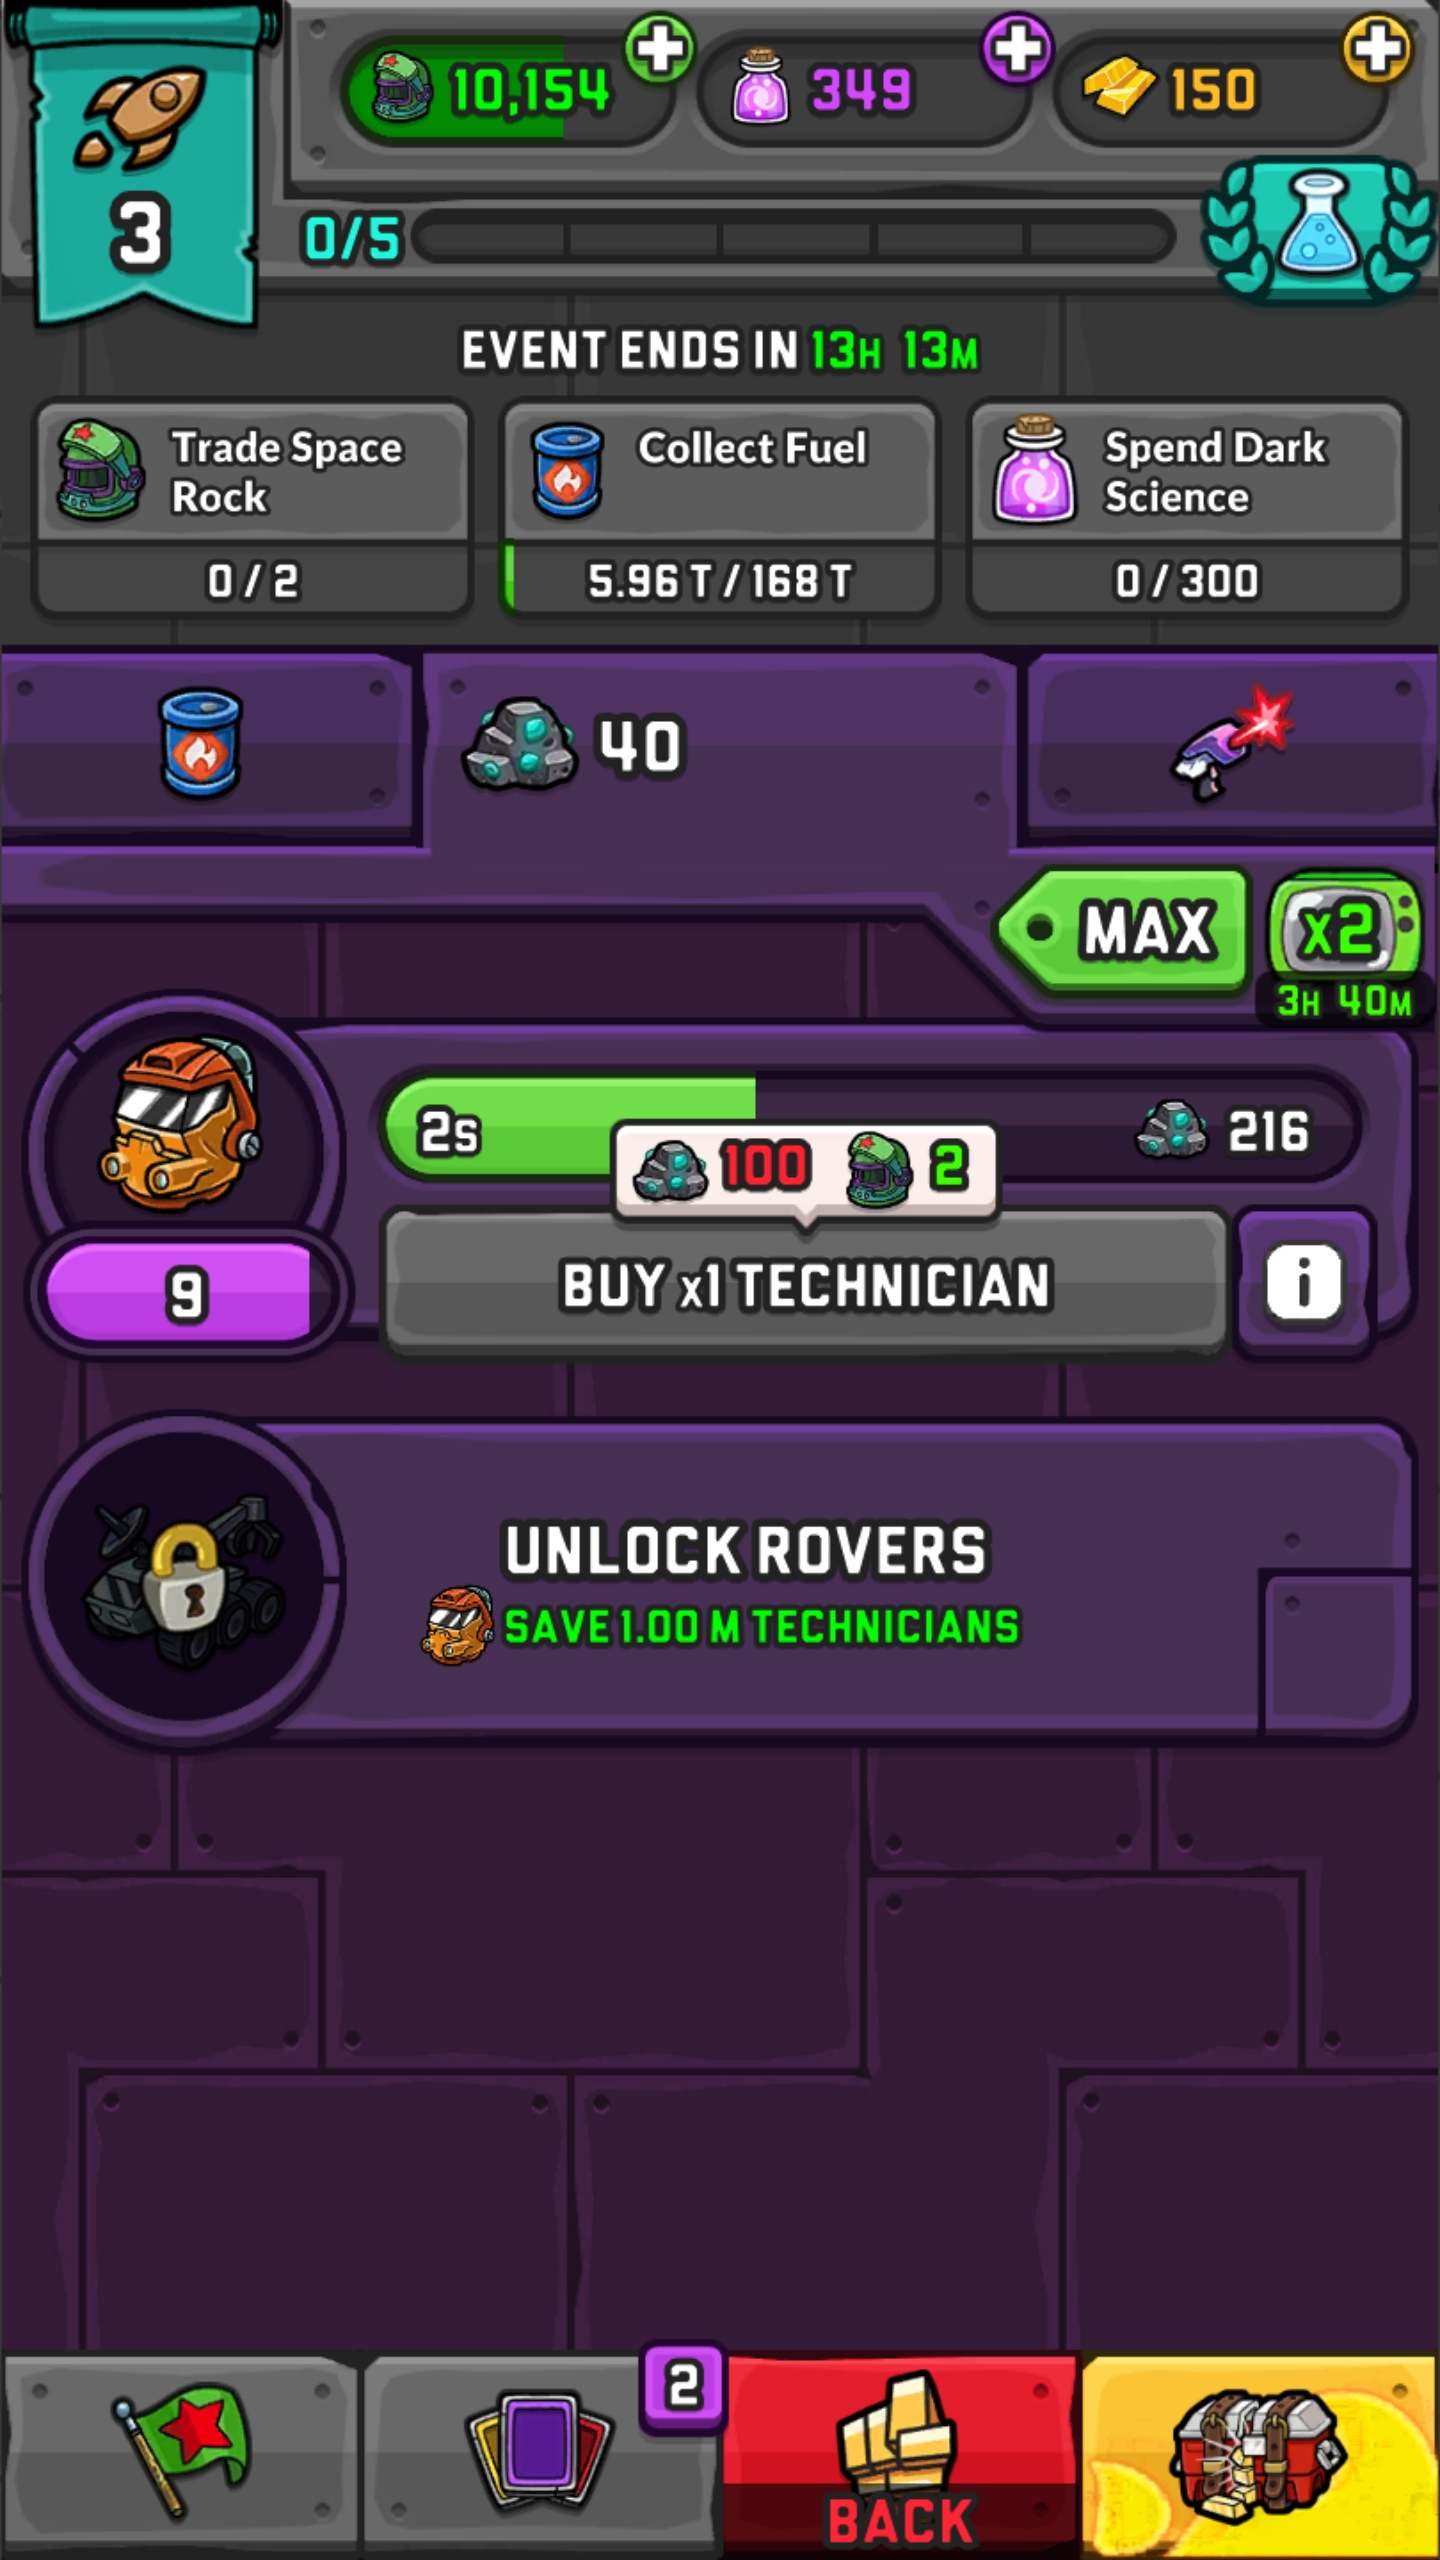 10,154
349
150
3
0/5
EVENT ENDS IN 13H 13M
Trade Space
Rock
0 / 2
Collect Fuel
5.96 T / 168 T
Spend Dark
Science
0 / 300
40
MAX
x2
3H 40M
2s
216
100 2
9
BUY x1 TECHNICIAN
i
UNLOCK ROVERS
SAVE 1.00 M TECHNICIANS
2
BACK